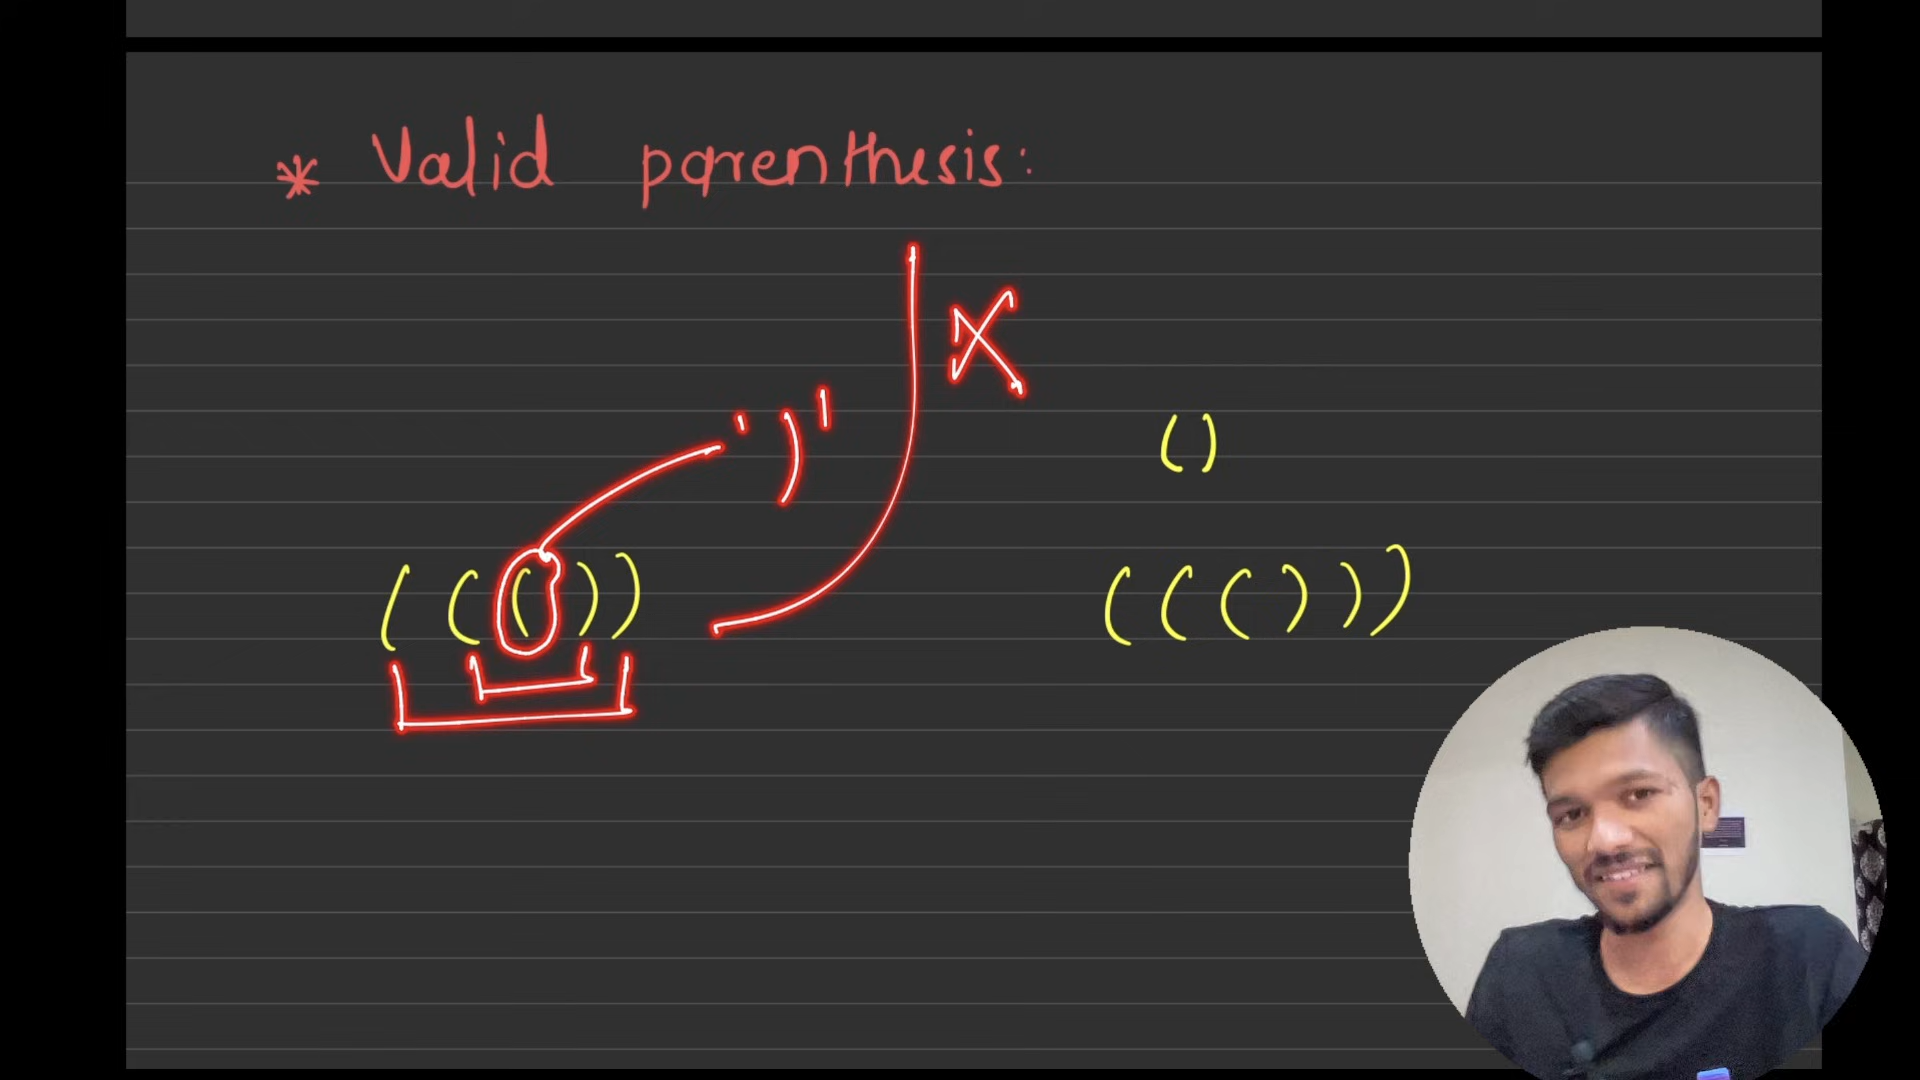 * Valid parenthesis:
X
')'
()
((())
((()))